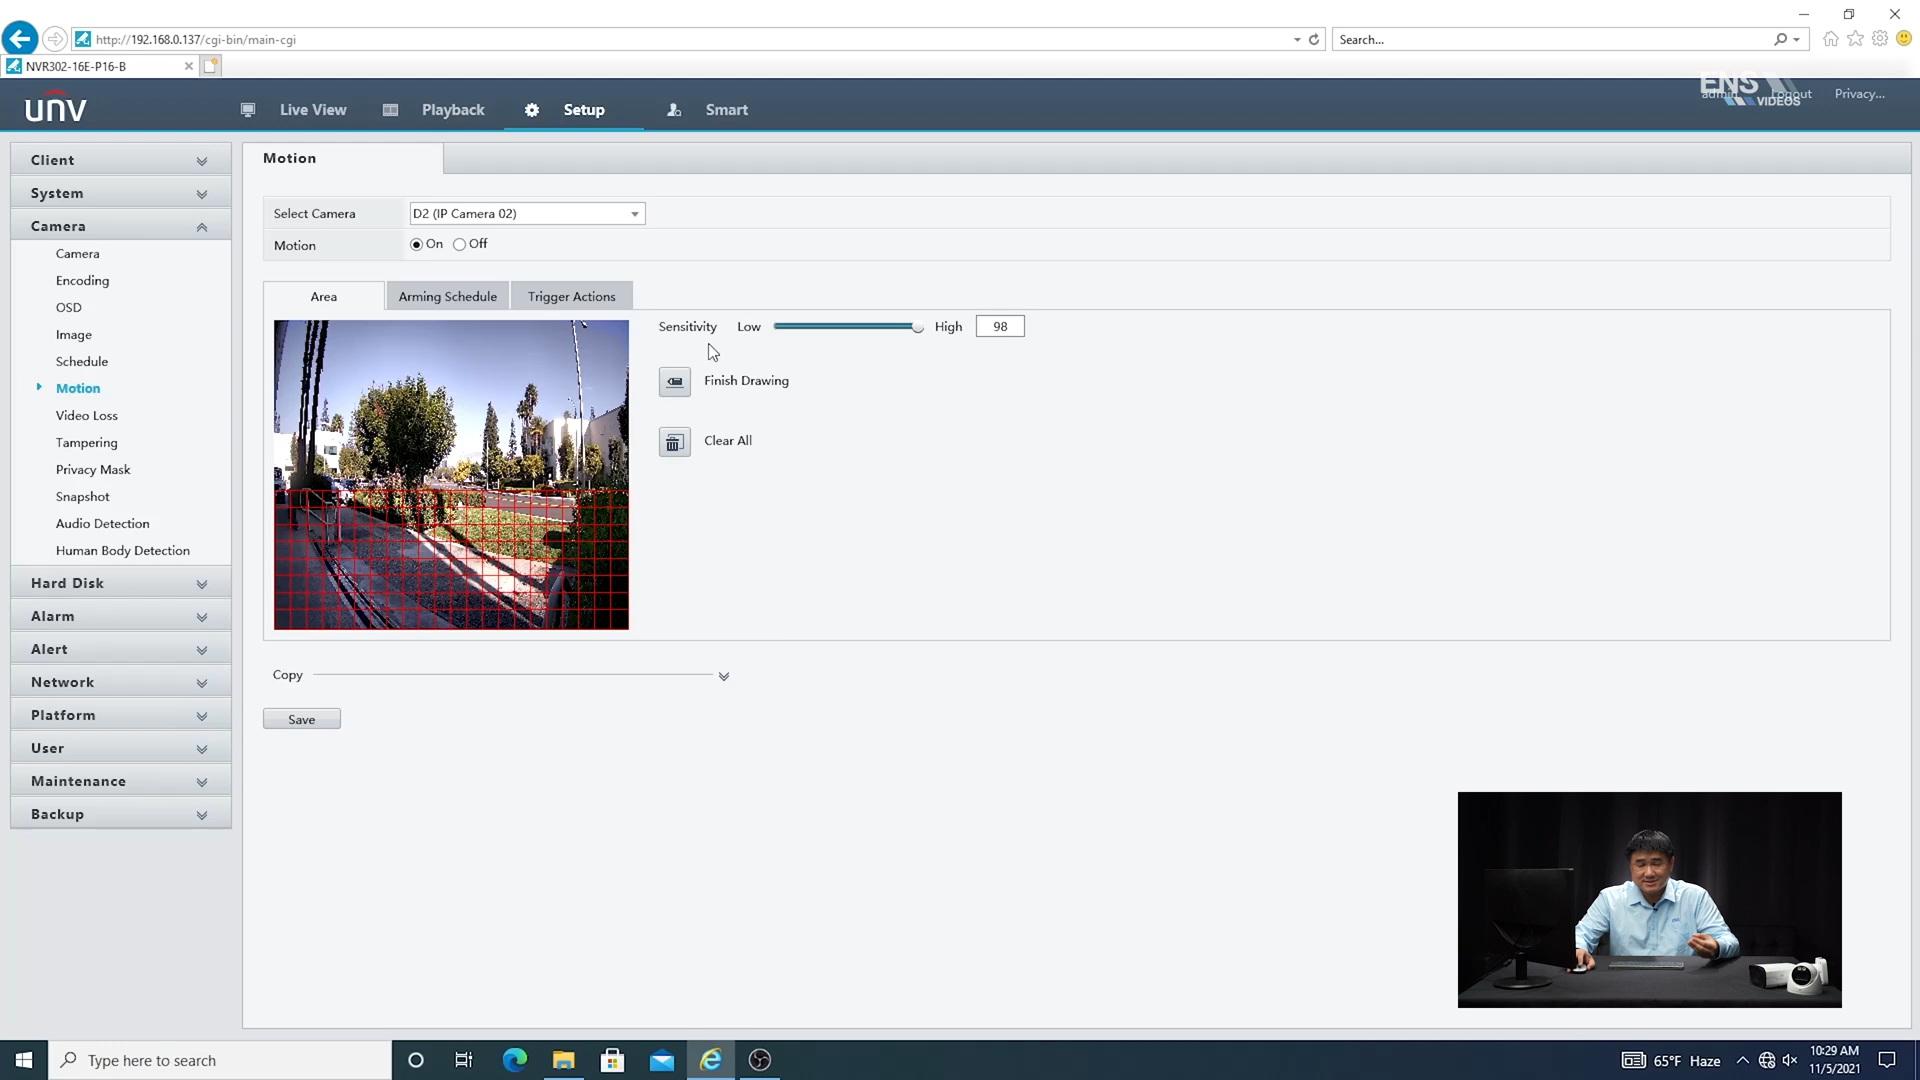 http://192.168.0.137/cgi-bin/main-cgi
Search...
NVR302-16E-P16-B
unv
Live View
Playback
Setup
Smart
ENS
VIDEOS
admin
Logout
Privacy...
Client
System
Camera
Camera
Encoding
OSD
Image
Schedule
Motion
Video Loss
Tampering
Privacy Mask
Snapshot
Audio Detection
Human Body Detection
Hard Disk
Alarm
Alert
Network
Platform
User
Maintenance
Backup
Motion
Select Camera
D2 (IP Camera 02)
Motion
On
Off
Area
Arming Schedule
Trigger Actions
Sensitivity
Low
High
98
Finish Drawing
Clear All
Copy
Save
Type here to search
65°F Haze
10:29 AM
11/5/2021